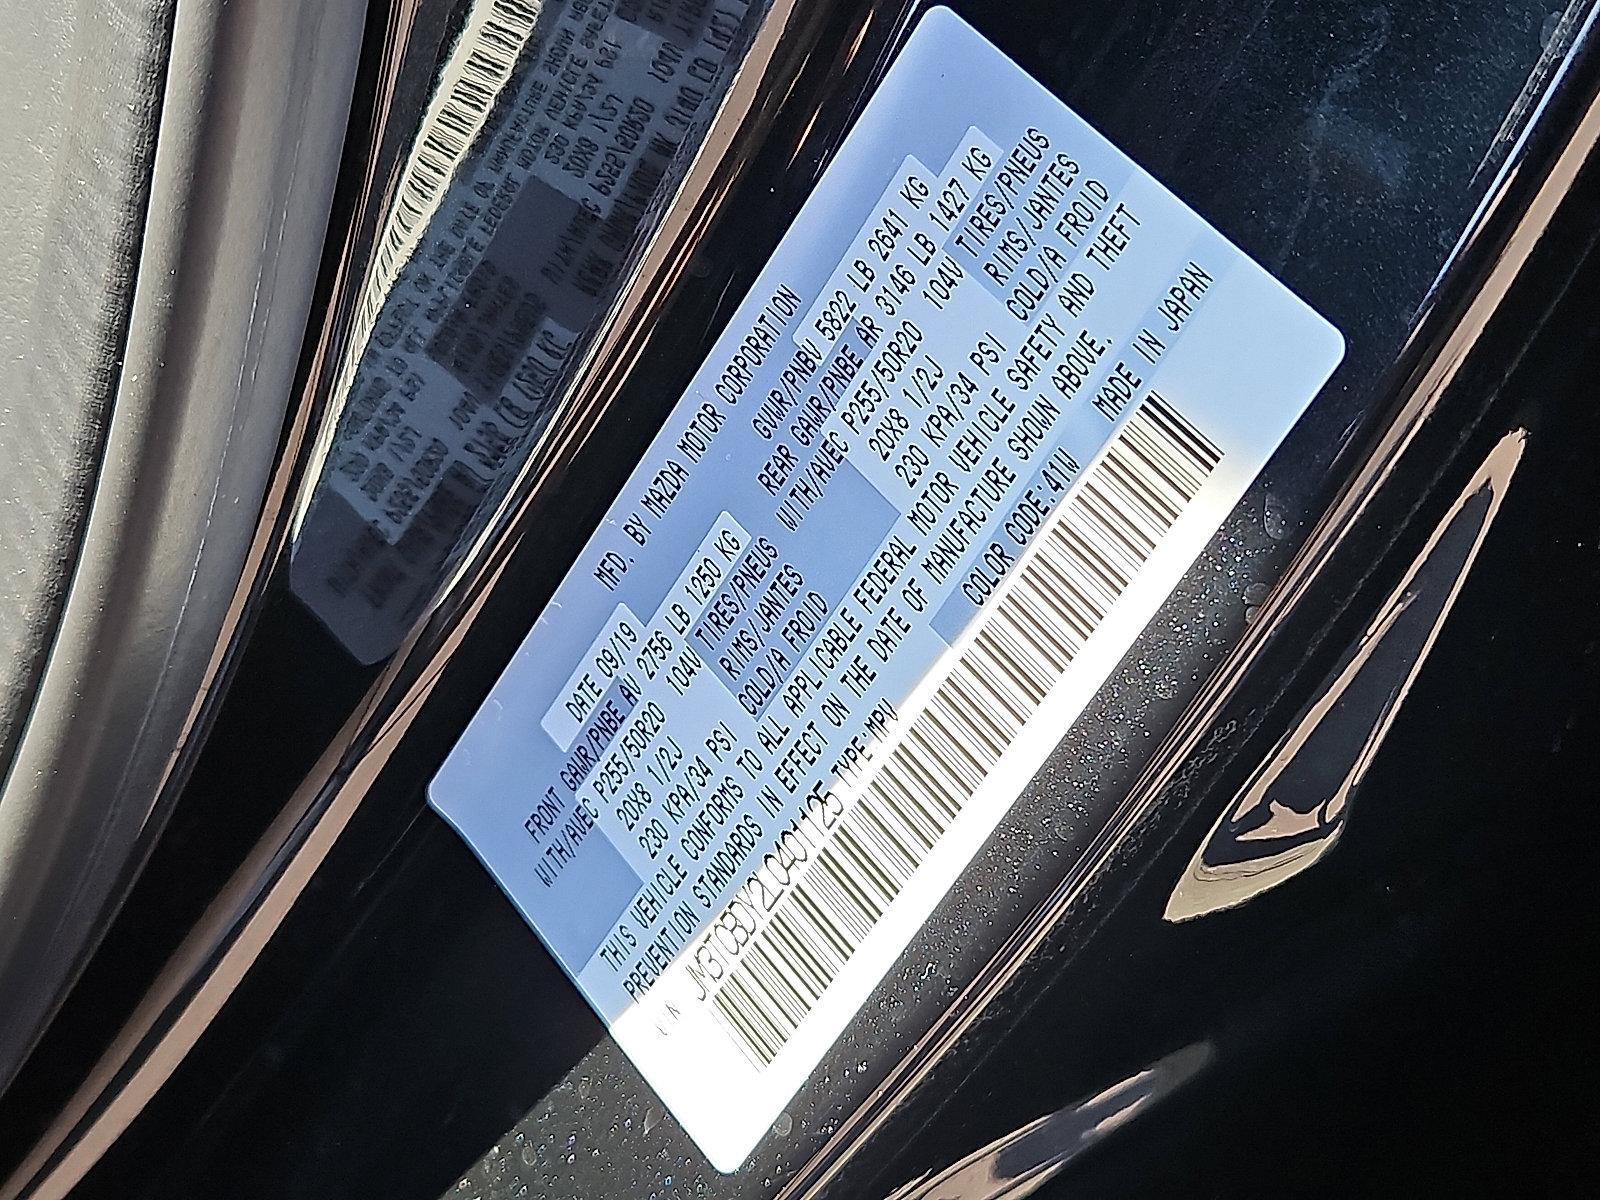 MFD. BY MAZDA MOTOR CORPORATION
DATE 09/19 GVWR/PNBV 5822 LB 2641 KG
FRONT GAWR/PNBE AV 2756 LB 1250 KG REAR GAWR/PNBE AR 3146 LB 1427 KG
WITH/AVEC P255/50R20 104V TIRES/PNEUS WITH/AVEC P255/50R20 104V TIRES/PNEUS
20X8 1/2J RIMS/JANTES 20X8 1/2J RIMS/JANTES
230 KPA/34 PSI COLD/A FROID 230 KPA/34 PSI COLD/A FROID
THIS VEHICLE CONFORMS TO ALL APPLICABLE FEDERAL MOTOR VEHICLE SAFETY AND THEFT
PREVENTION STANDARDS IN EFFECT ON THE DATE OF MANUFACTURE SHOWN ABOVE.
JM3TCBDY2L0401125 TYPE:MPV COLOR CODE:41W MADE IN JAPAN